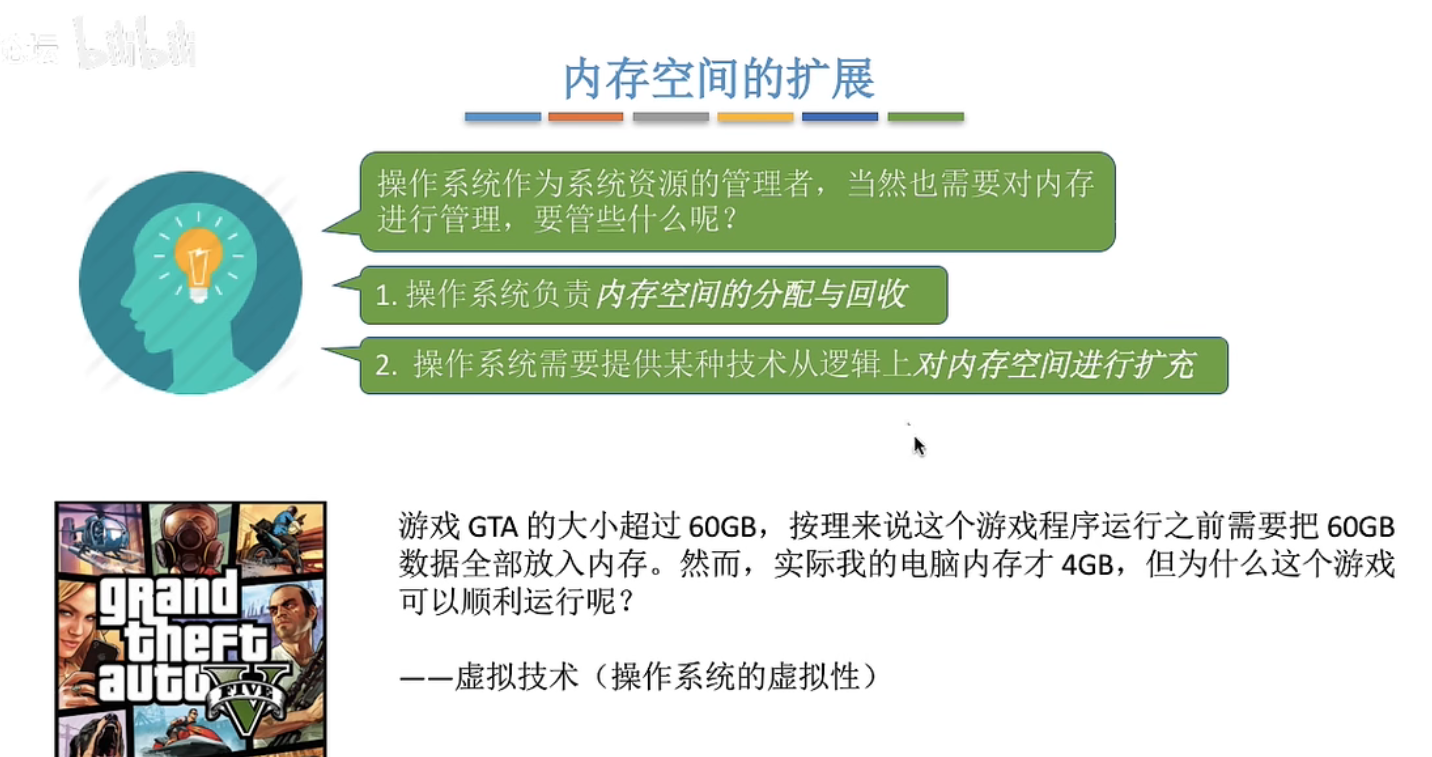 论坛 bilibili
内存空间的扩展
操作系统作为系统资源的管理者，当然也需要对内存
进行管理，要管些什么呢？
1. 操作系统负责内存空间的分配与回收
2. 操作系统需要提供某种技术从逻辑上对内存空间进行扩充
grand
theft
auto
FIVE
游戏 GTA 的大小超过 60GB，按理来说这个游戏程序运行之前需要把 60GB
数据全部放入内存。然而，实际我的电脑内存才 4GB，但为什么这个游戏
可以顺利运行呢？
——虚拟技术（操作系统的虚拟性）